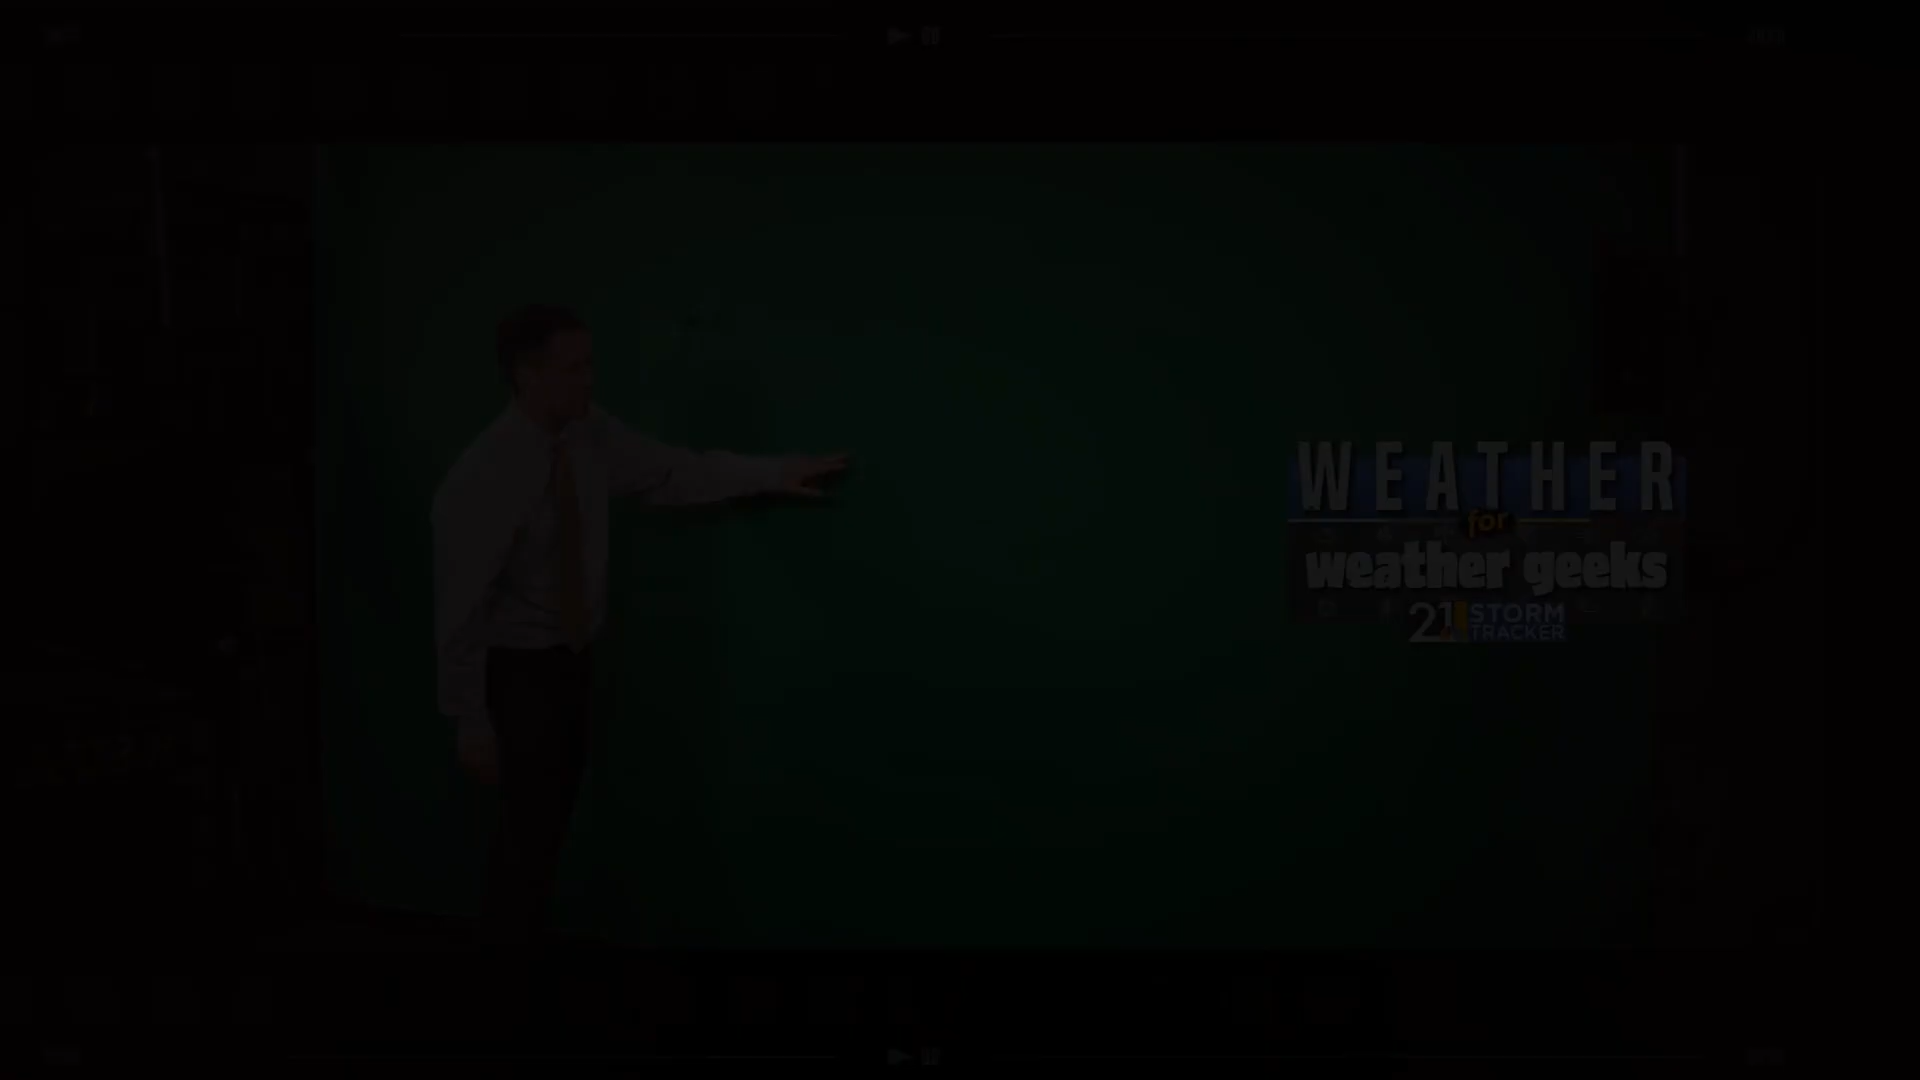 WEATHER
for
weather geeks
21 STORM
TRACKER